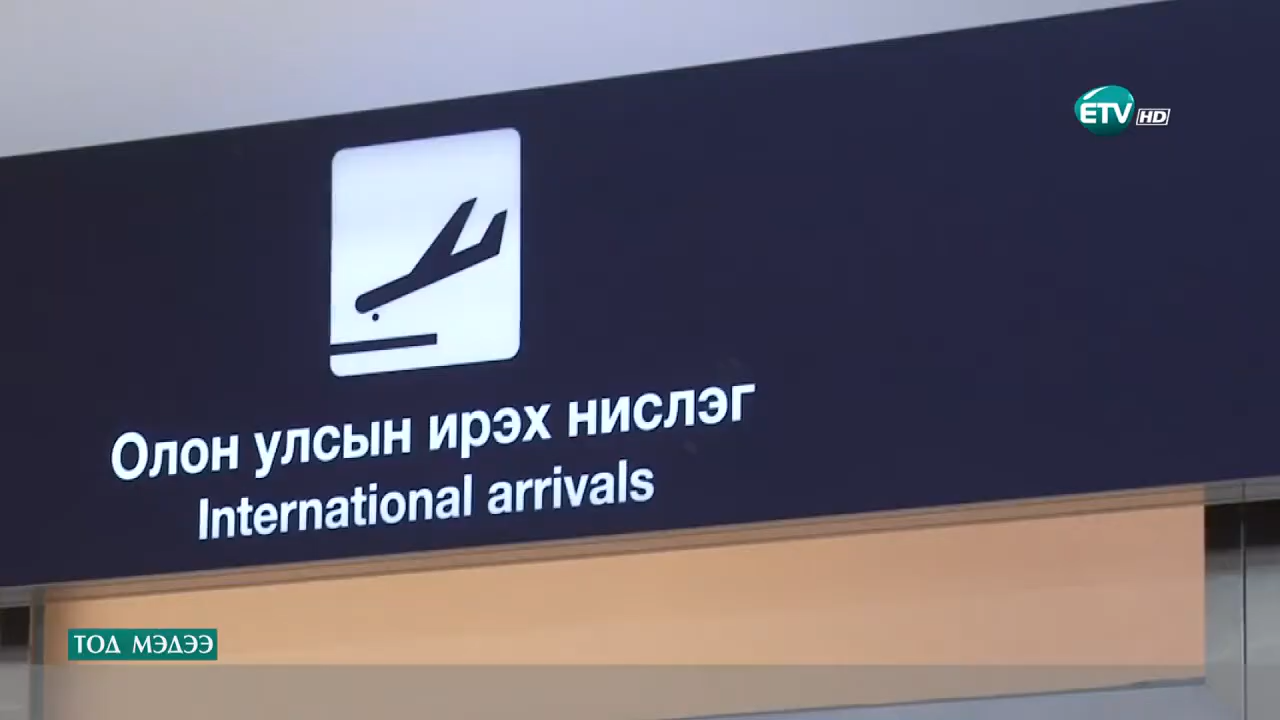 ETV HD
Олон улсын ирэх нислэг
International arrivals
ТОД МЭДЭЭ